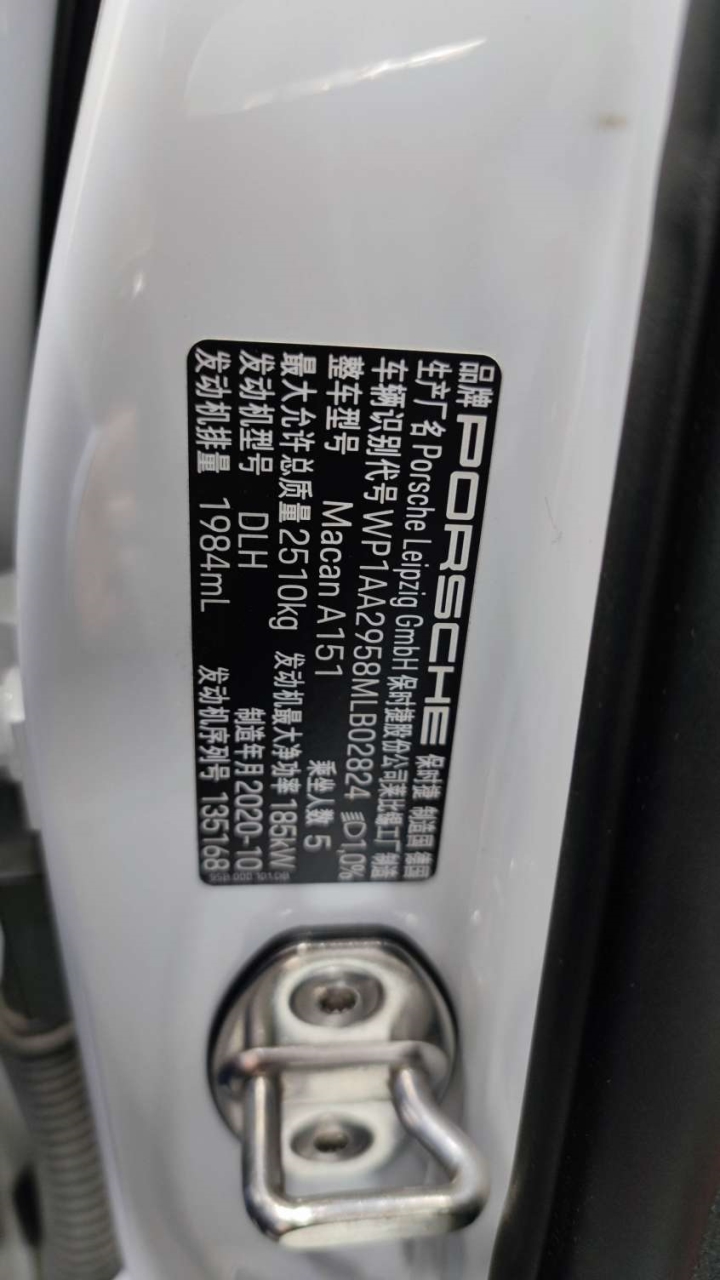 品牌 PORSCHE 保时捷 制造国 德国
生产厂名 Porsche Leipzig GmbH 保时捷股份公司莱比锡工厂 制造
车辆识别代号 WP1AA2958MLB02824 1,0%
整车型号 Macan A151 乘坐人数 5
最大允许总质量 2510kg 发动机最大净功率 185kW
发动机型号 DLH 制造年月 2020-10
发动机排量 1984mL 发动机序列号 135168